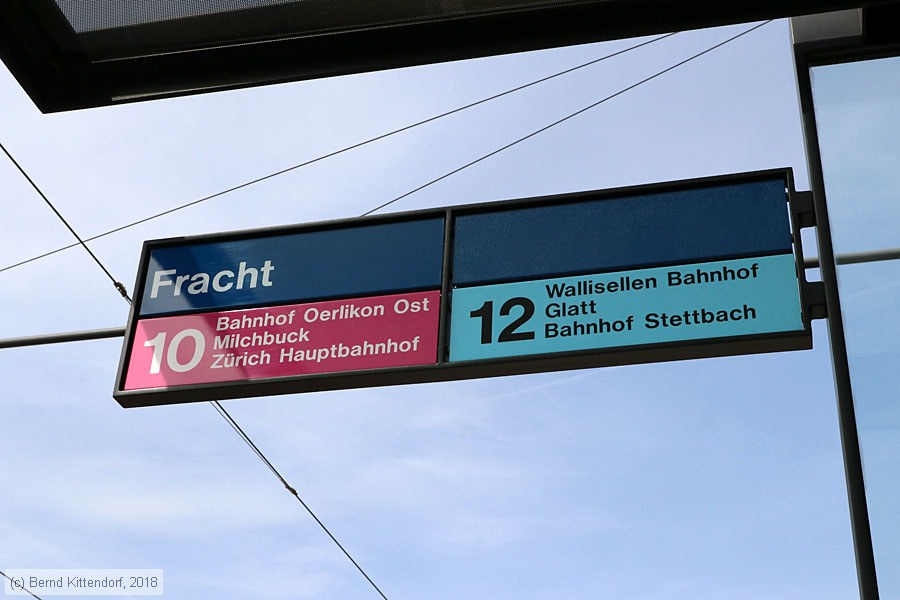 Fracht
10
Bahnhof Oerlikon Ost
Milchbuck
Zürich Hauptbahnhof
12
Wallisellen Bahnhof
Glatt
Bahnhof Stettbach
(c) Bernd Kittendorf, 2018